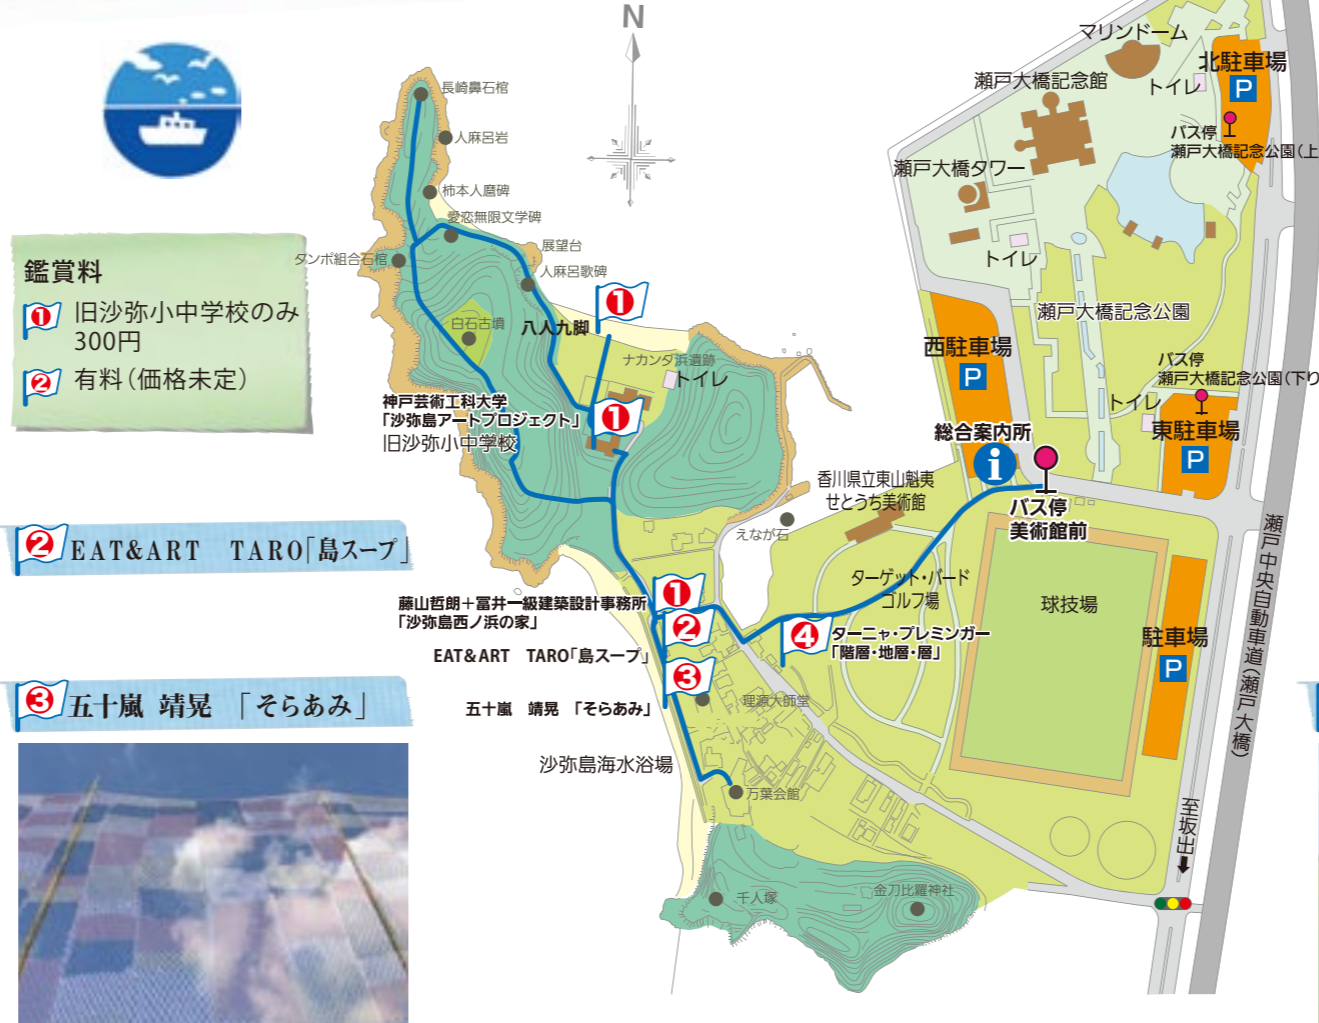 N
鑑賞料
1 旧沙弥小中学校のみ
300円
2 有料(価格未定)
2 EAT&ART TARO「島スープ」
3 五十嵐 靖晃 「そらあみ」
長崎鼻石棺
人麻呂岩
柿本人麿碑
愛恋無限文学碑
タンポ組合石棺
展望台
人麻呂歌碑
白石古墳
八人九脚
1
ナカンダ浜遺跡
トイレ
神戸芸術工科大学
「沙弥島アートプロジェクト」
1
旧沙弥小中学校
藤山哲朗+冨井一級建築設計事務所
「沙弥島西ノ浜の家」
1
2
EAT&ART TARO「島スープ」
3
五十嵐 靖晃 「そらあみ」
理源大師堂
沙弥島海水浴場
万葉会館
千人塚
金刀比羅神社
マリンドーム
北駐車場
P
トイレ
瀬戸大橋記念館
バス停
瀬戸大橋記念公園(上
瀬戸大橋タワー
トイレ
瀬戸大橋記念公園
西駐車場
P
バス停
瀬戸大橋記念公園(下り
トイレ
東駐車場
P
総合案内所
i
バス停
美術館前
香川県立東山魁夷
せとうち美術館
えなが石
ターゲット・バード
ゴルフ場
球技場
4
ターニャ・プレミンガー
「階層・地層・層」
駐車場
P
瀬戸中央自動車道(瀬戸大橋)
至坂出